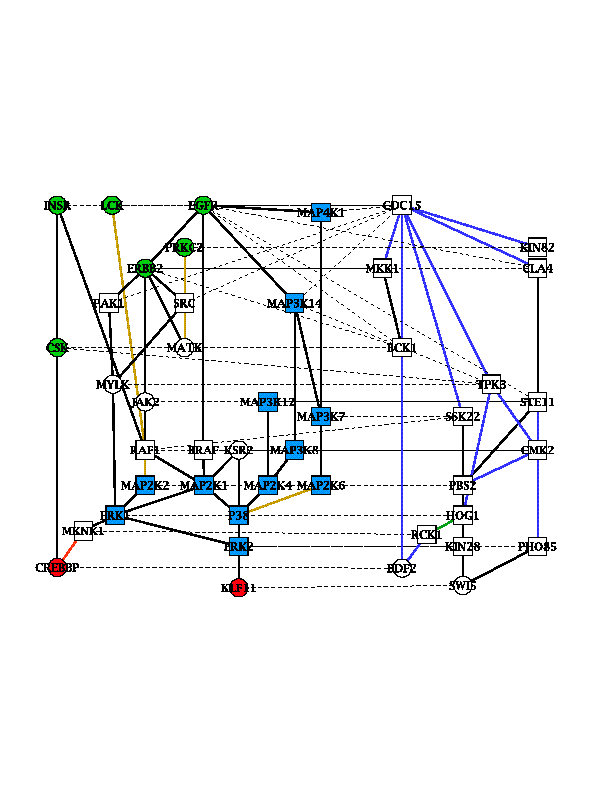 INSR LCK EGFR MAP4K1 CDC15
PRKCZ KIN82
ERBB2 MKK1 CLA4
PAK1 SRC MAP3K14
CSK MATK BCK1
MYLK TPK3
JAK2 MAP3K12 STE11
MAP3K7 SSK22
RAF1 BRAF KSR2 MAP3K8 CMK2
MAP2K2 MAP2K1 MAP2K4 MAP2K6 PBS2
ERK1 P38 HOG1
MKNK1 RCK1
ERK2 KIN28 PHO85
CREBBP BDF2
KLF11 SWI5